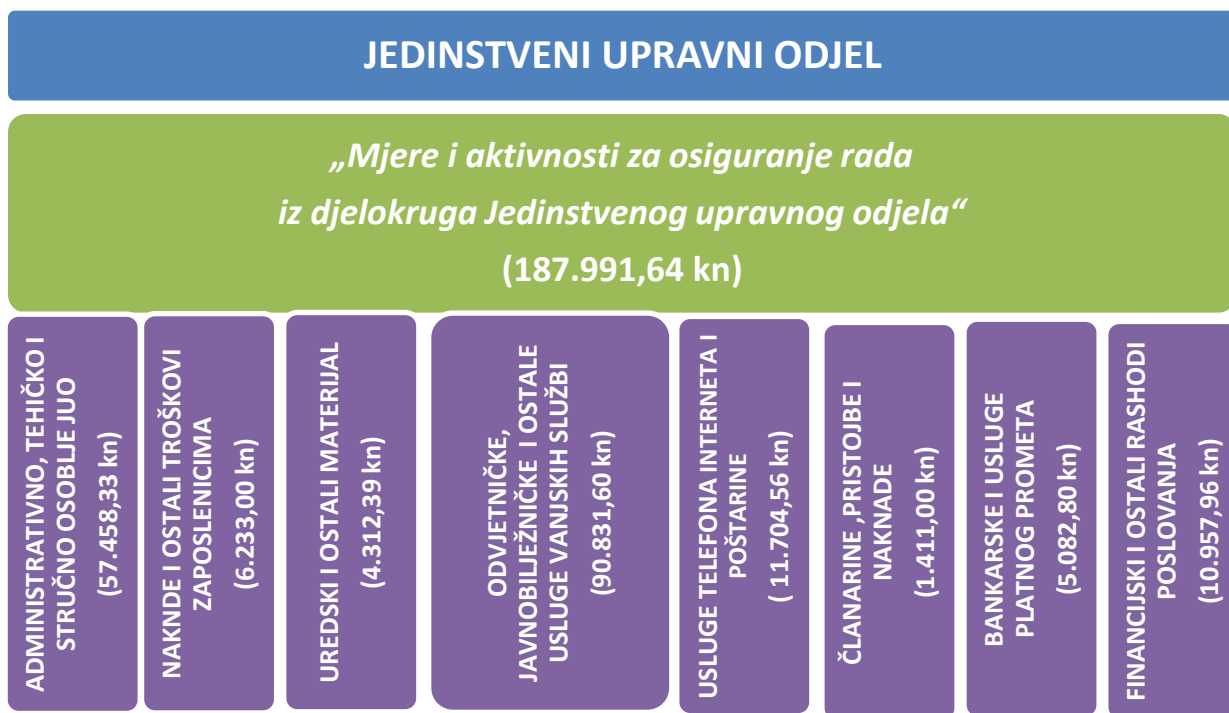 JEDINSTVENI UPRAVNI ODJEL
„Mjere i aktivnosti za osiguranje rada
iz djelokruga Jedinstvenog upravnog odjela“
(187.991,64 kn)
ADMINISTRATIVNO, TEHIČKO I
STRUČNO OSOBLJE JUO
(57.458,33 kn)
NAKNDE I OSTALI TROŠKOVI
ZAPOSLENICIMA
(6.233,00 kn)
UREDSKI I OSTALI MATERIJAL
(4.312,39 kn)
ODVJETNIČKE,
JAVNOBILJEŽNIČKE  I OSTALE
USLUGE VANJSKIH SLUŽBI
(90.831,60 kn)
USLUGE TELEFONA INTERNETA I
POŠTARINE
( 11.704,56 kn)
ČLANARINE ,PRISTOJBE I
NAKNADE
(1.411,00 kn)
BANKARSKE I USLUGE
PLATNOG PROMETA
(5.082,80 kn)
FINANCIJSKI I OSTALI RASHODI
POSLOVANJA
(10.957,96 kn)